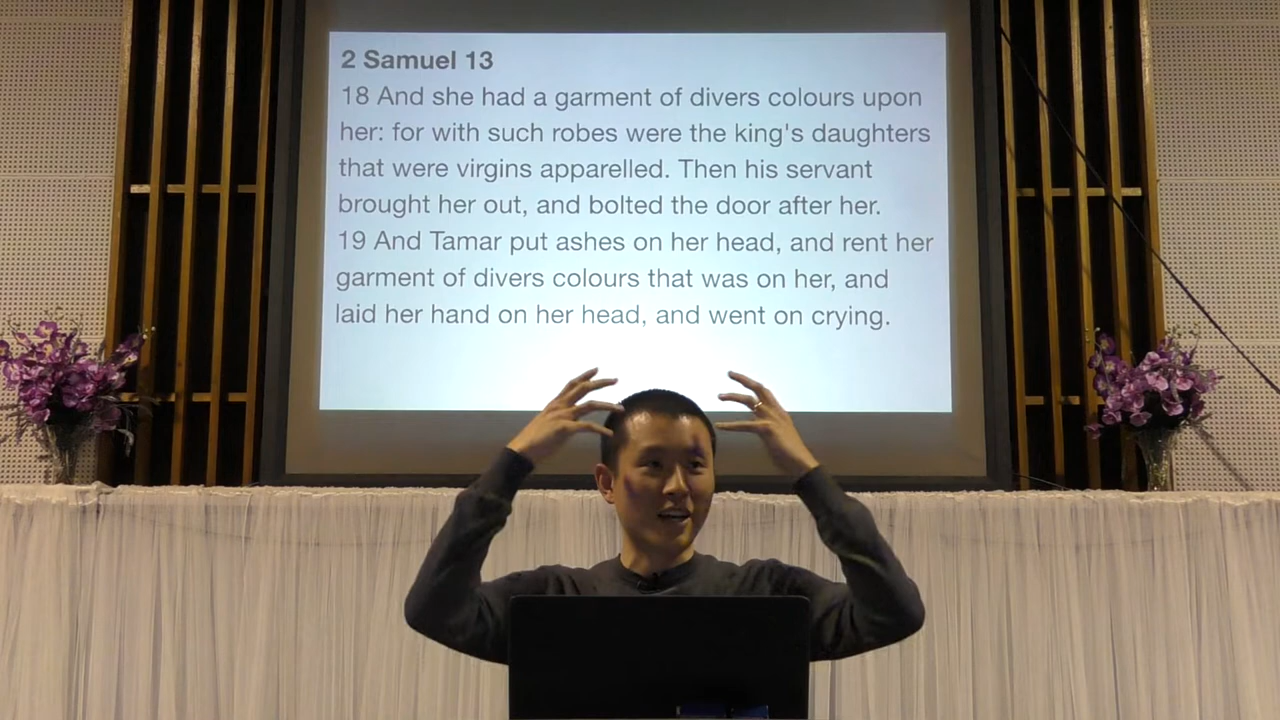 2 Samuel 13
18 And she had a garment of divers colours upon
her: for with such robes were the king's daughters
that were virgins apparelled. Then his servant
brought her out, and bolted the door after her.
19 And Tamar put ashes on her head, and rent her
garment of divers colours that was on her, and
laid her hand on her head, and went on crying.